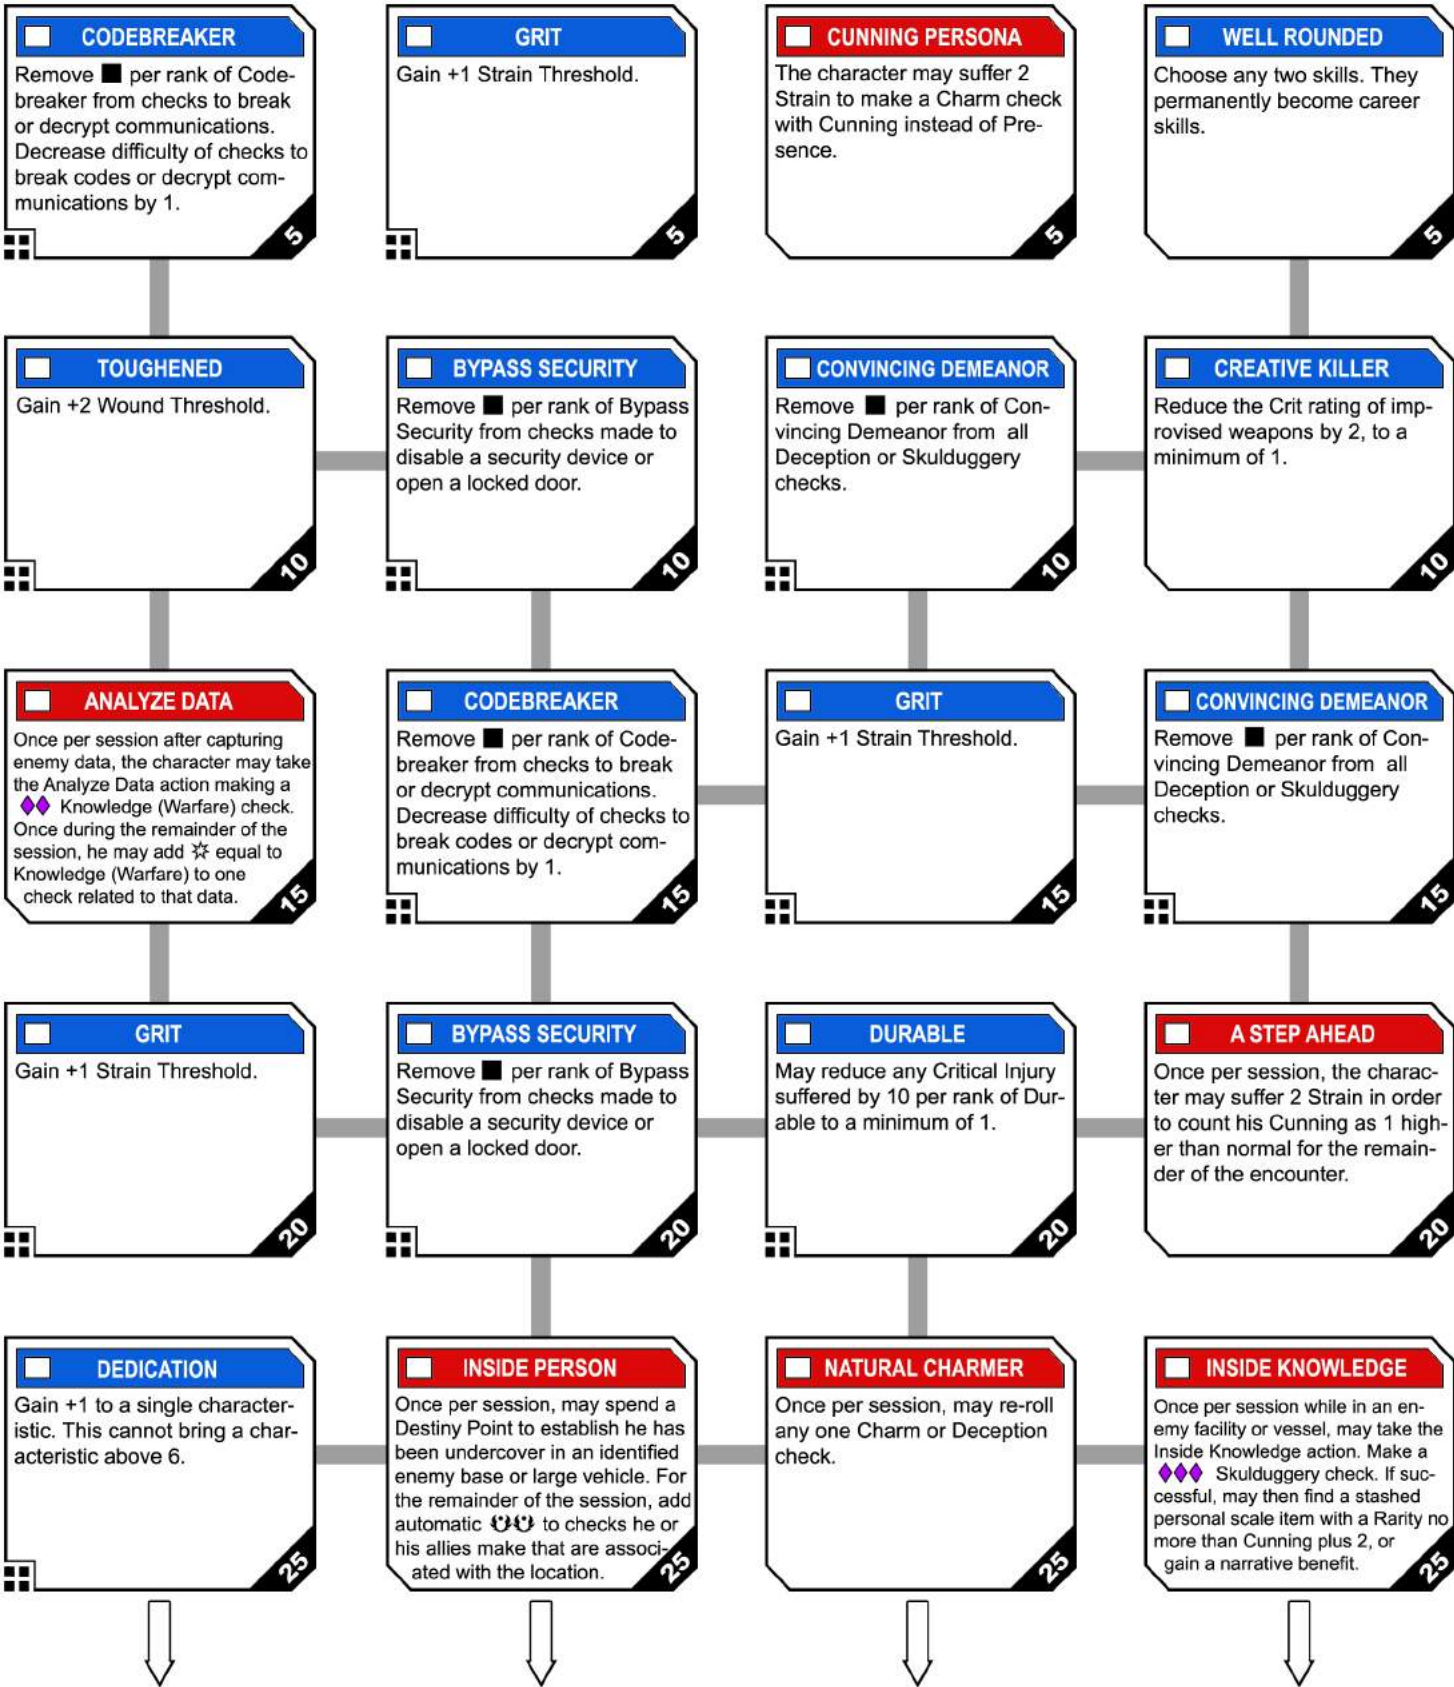 CODEBREAKER
Remove ■ per rank of Code-
breaker from checks to break
or decrypt communications.
Decrease difficulty of checks to
break codes or decrypt com-
munications by 1.
5
GRIT
Gain +1 Strain Threshold.
5
CUNNING PERSONA
The character may suffer 2
Strain to make a Charm check
with Cunning instead of Pre-
sence.
5
WELL ROUNDED
Choose any two skills. They
permanently become career
skills.
5
TOUGHENED
Gain +2 Wound Threshold.
10
BYPASS SECURITY
Remove ■ per rank of Bypass
Security from checks made to
disable a security device or
open a locked door.
10
CONVINCING DEMEANOR
Remove ■ per rank of Con-
vincing Demeanor from all
Deception or Skulduggery
checks.
10
CREATIVE KILLER
Reduce the Crit rating of imp-
rovised weapons by 2, to a
minimum of 1.
10
ANALYZE DATA
Once per session after capturing
enemy data, the character may take
the Analyze Data action making a
♦♦ Knowledge (Warfare) check.
Once during the remainder of the
session, he may add equal to
Knowledge (Warfare) to one
check related to that data.
15
CODEBREAKER
Remove ■ per rank of Code-
breaker from checks to break
or decrypt communications.
Decrease difficulty of checks to
break codes or decrypt com-
munications by 1.
15
GRIT
Gain +1 Strain Threshold.
15
CONVINCING DEMEANOR
Remove ■ per rank of Con-
vincing Demeanor from all
Deception or Skulduggery
checks.
15
GRIT
Gain +1 Strain Threshold.
20
BYPASS SECURITY
Remove ■ per rank of Bypass
Security from checks made to
disable a security device or
open a locked door.
20
DURABLE
May reduce any Critical Injury
suffered by 10 per rank of Dur-
able to a minimum of 1.
20
A STEP AHEAD
Once per session, the charac-
ter may suffer 2 Strain in order
to count his Cunning as 1 high-
er than normal for the remain-
der of the encounter.
20
DEDICATION
Gain +1 to a single character-
istic. This cannot bring a char-
acteristic above 6.
25
INSIDE PERSON
Once per session, may spend a
Destiny Point to establish he has
been undercover in an identified
enemy base or large vehicle. For
the remainder of the session, add
automatic to checks he or
his allies make that are associ-
ated with the location.
25
NATURAL CHARMER
Once per session, may re-roll
any one Charm or Deception
check.
25
INSIDE KNOWLEDGE
Once per session while in an en-
emy facility or vessel, may take the
Inside Knowledge action. Make a
♦♦♦ Skulduggery check. If suc-
cessful, may then find a stashed
personal scale item with a Rarity no
more than Cunning plus 2, or
gain a narrative benefit.
25